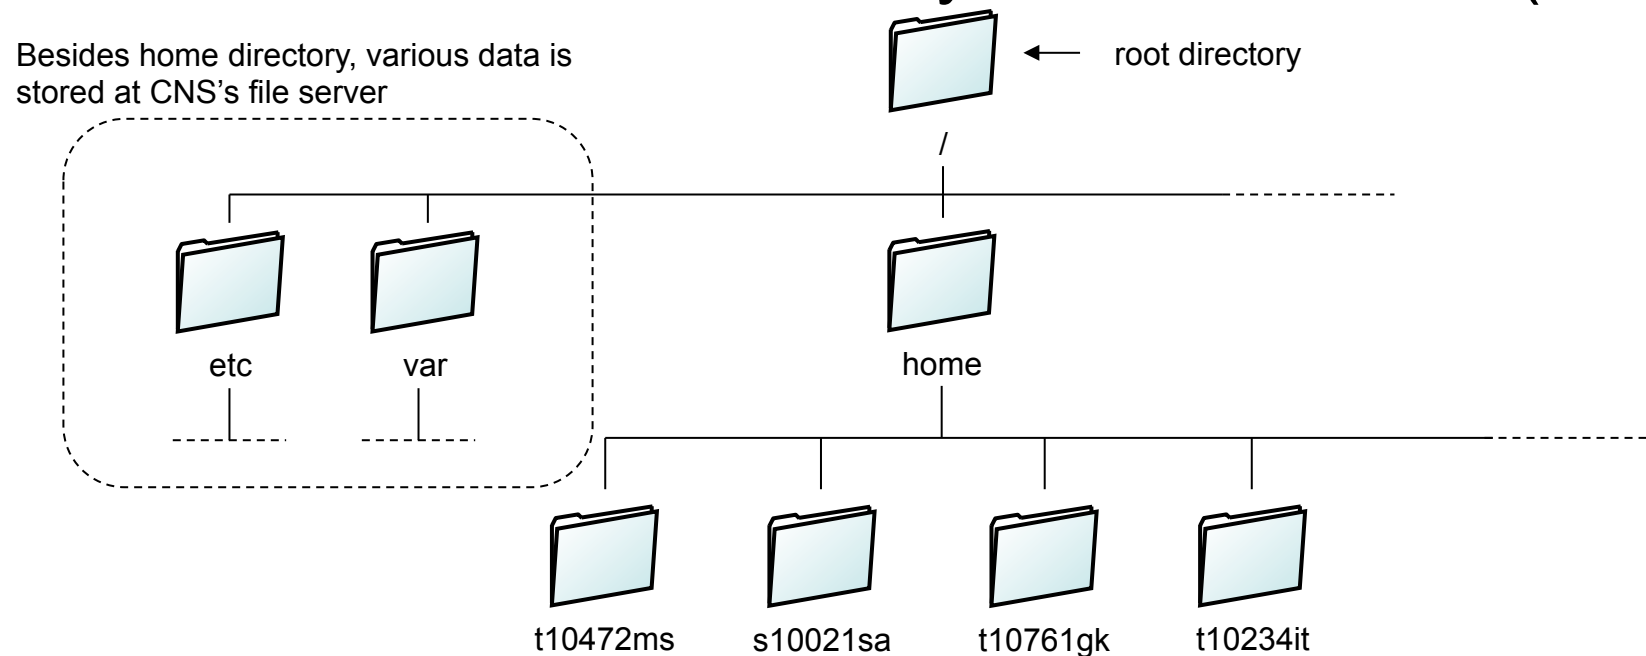 Besides home directory, various data is
stored at CNS's file server
root directory
/
etc
var
home
t10472ms
s10021sa
t10761gk
t10234it